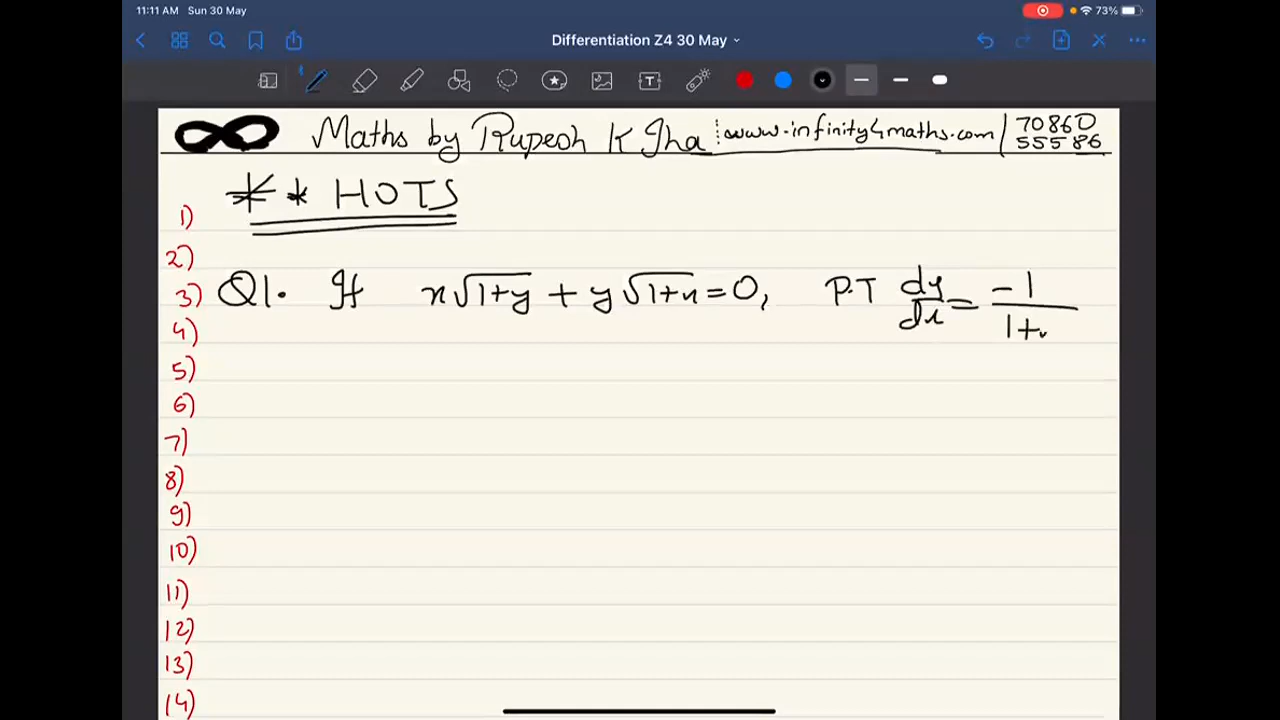 11:11 AM Sun 30 May 73%
Differentiation Z4 30 May
Maths by Rupesh K Jha www.infinity4maths.com 70860 55586
** HOTS
1)
2)
3) Q1. If x√1+y + y√1+x = 0, P.T dy/dx = -1/1+
4)
5)
6)
7)
8)
9)
10)
11)
12)
13)
14)